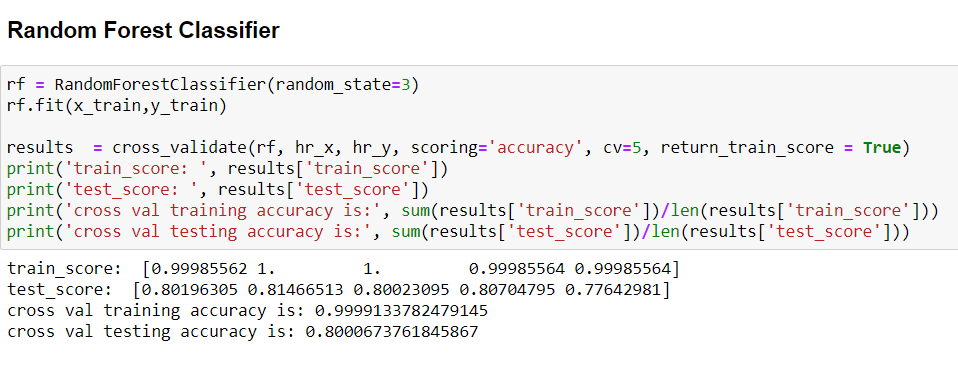 Random Forest Classifier
rf = RandomForestClassifier(random_state=3)
rf.fit(x_train,y_train)
results  = cross_validate(rf, hr_x, hr_y, scoring='accuracy', cv=5, return_train_score = True)
print('train_score: ', results['train_score'])
print('test_score: ', results['test_score'])
print('cross val training accuracy is:', sum(results['train_score'])/len(results['train_score']))
print('cross val testing accuracy is:', sum(results['test_score'])/len(results['test_score']))
train_score:  [0.99985562 1.         1.         0.99985564 0.99985564]
test_score:  [0.80196305 0.81466513 0.80023095 0.80704795 0.77642981]
cross val training accuracy is: 0.9999133782479145
cross val testing accuracy is: 0.8000673761845867